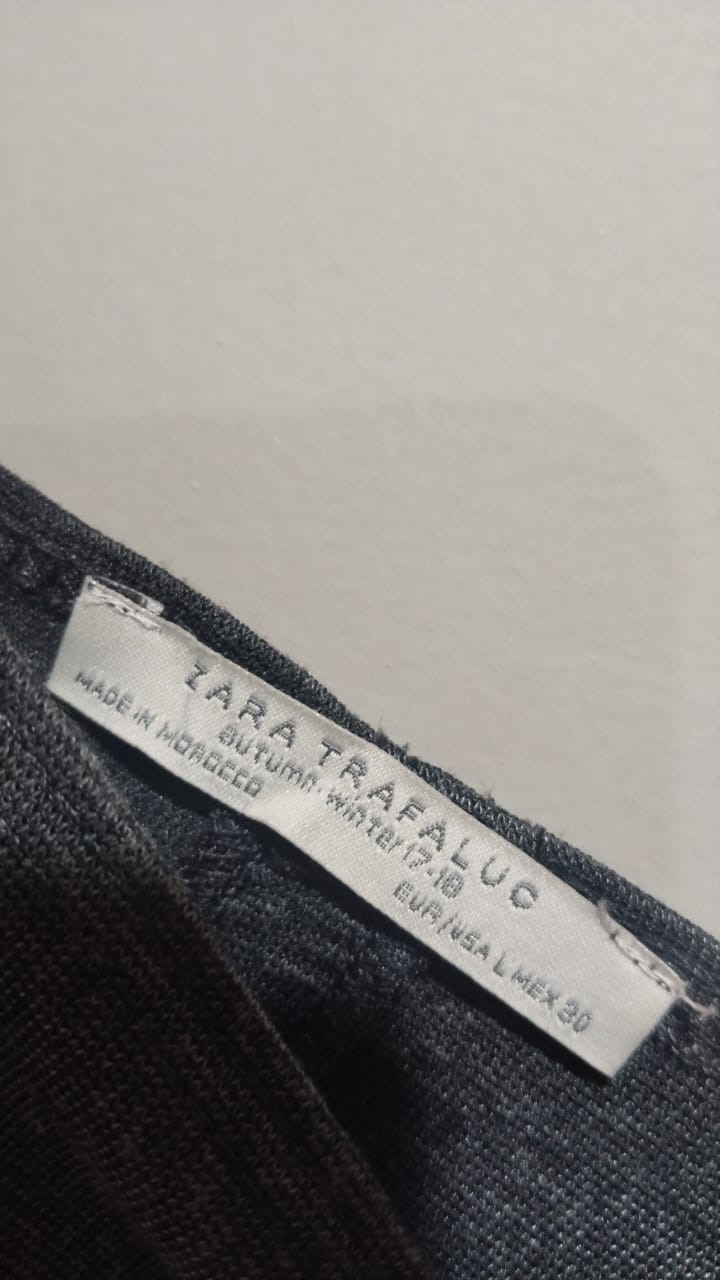 ZARA TRAFALUC
autumn.winter 17-18
MADE IN MOROCCO
EUR/USA L MEX 30